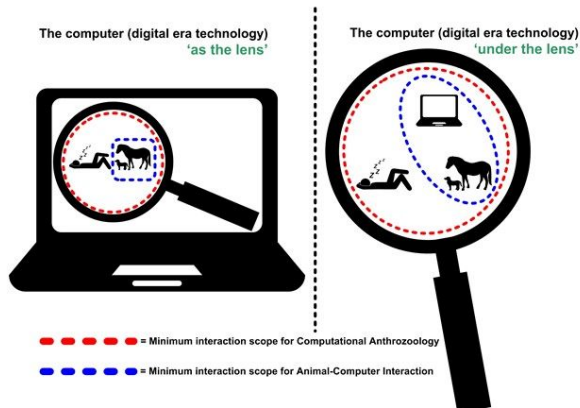 The computer (digital era technology)
'as the lens'
The computer (digital era technology)
'under the lens'
z z z z z
z z z z z
= Minimum interaction scope for Computational Anthrozoology
= Minimum interaction scope for Animal-Computer Interaction